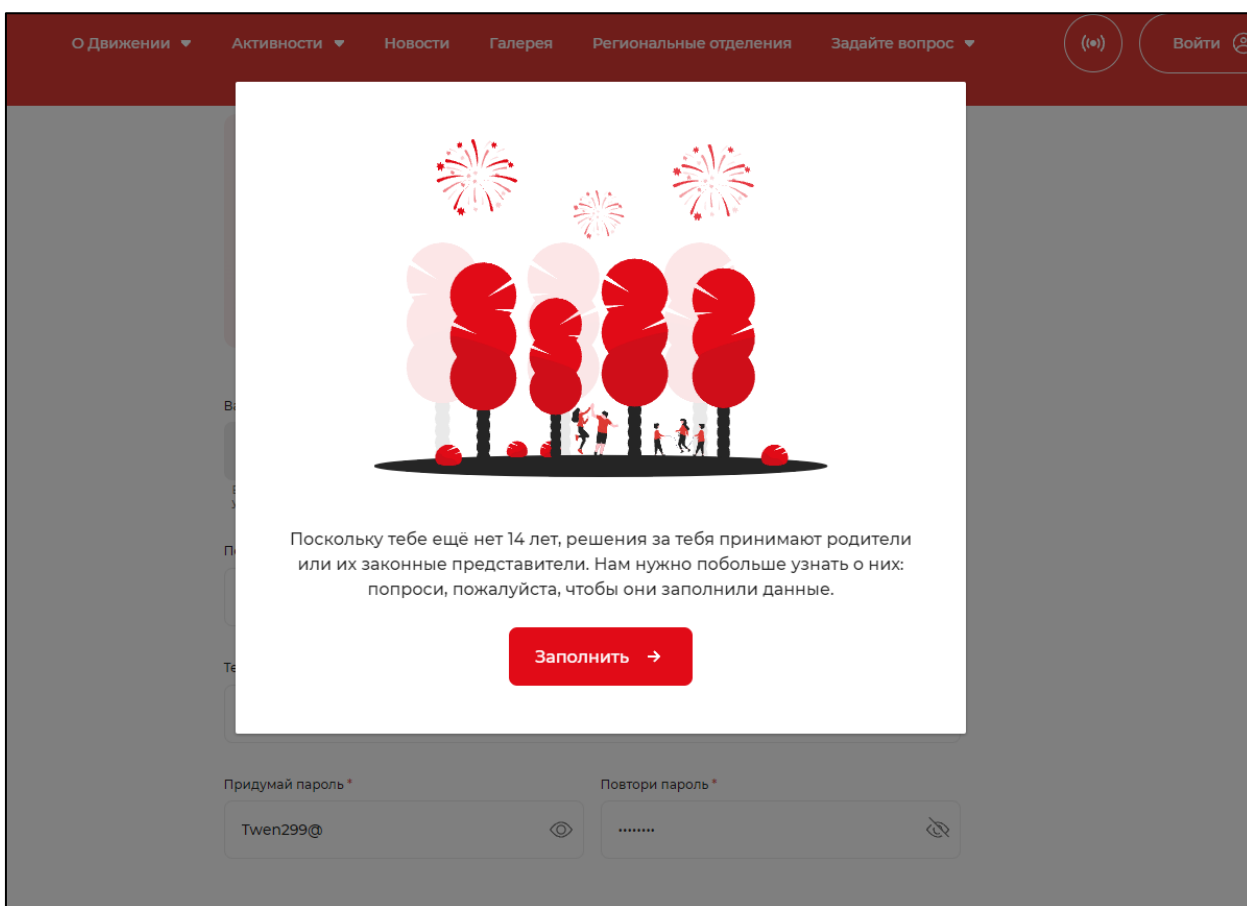 О Движении Активности Новости Галерея Региональные отделения Задайте вопрос Войти
Поскольку тебе ещё нет 14 лет, решения за тебя принимают родители
или их законные представители. Нам нужно побольше узнать о них:
попроси, пожалуйста, чтобы они заполнили данные.
Заполнить →
Придумай пароль * Повтори пароль *
Twen299@ ........